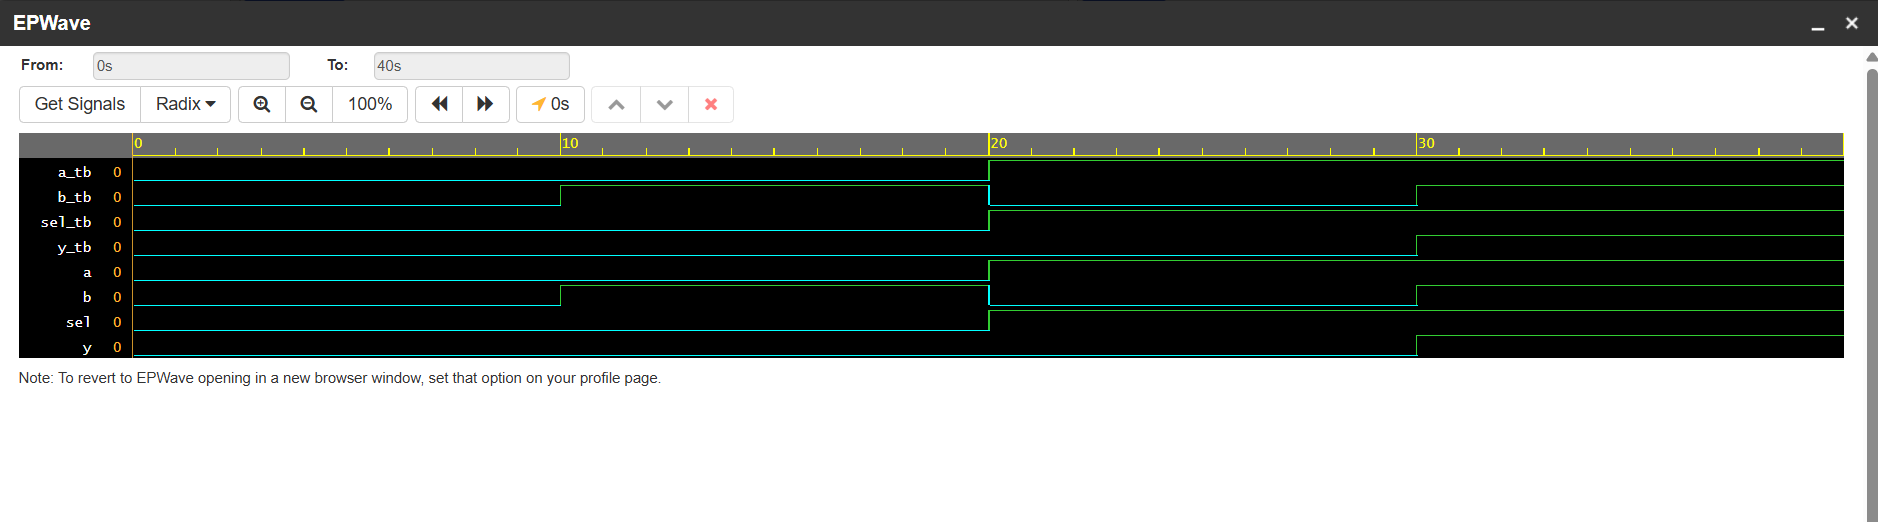 EPWave
From: 0s To: 40s
Get Signals Radix 100% 0s
0 10 20 30
a_tb 0
b_tb 0
sel_tb 0
y_tb 0
a 0
b 0
sel 0
y 0
Note: To revert to EPWave opening in a new browser window, set that option on your profile page.